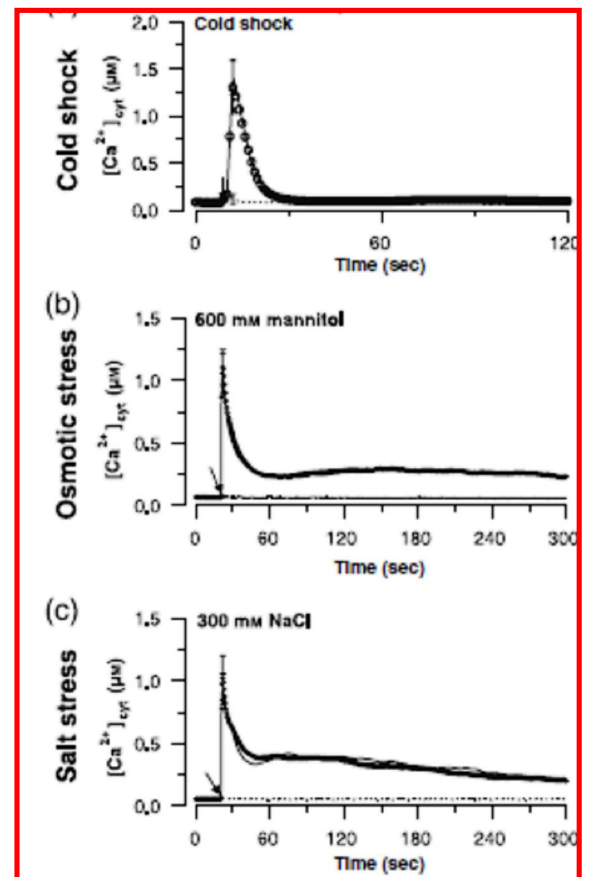 Cold shock
Cold shock
[Ca²⁺]cyt (µM)
2.0
1.5
1.0
0.5
0.0
0 60 120
Time (sec)
(b)
Osmotic stress
600 mM mannitol
[Ca²⁺]cyt (µM)
1.5
1.0
0.5
0.0
0 60 120 180 240 300
Time (sec)
(c)
Salt stress
300 mM NaCl
[Ca²⁺]cyt (µM)
1.5
1.0
0.5
0.0
0 60 120 180 240 300
Time (sec)